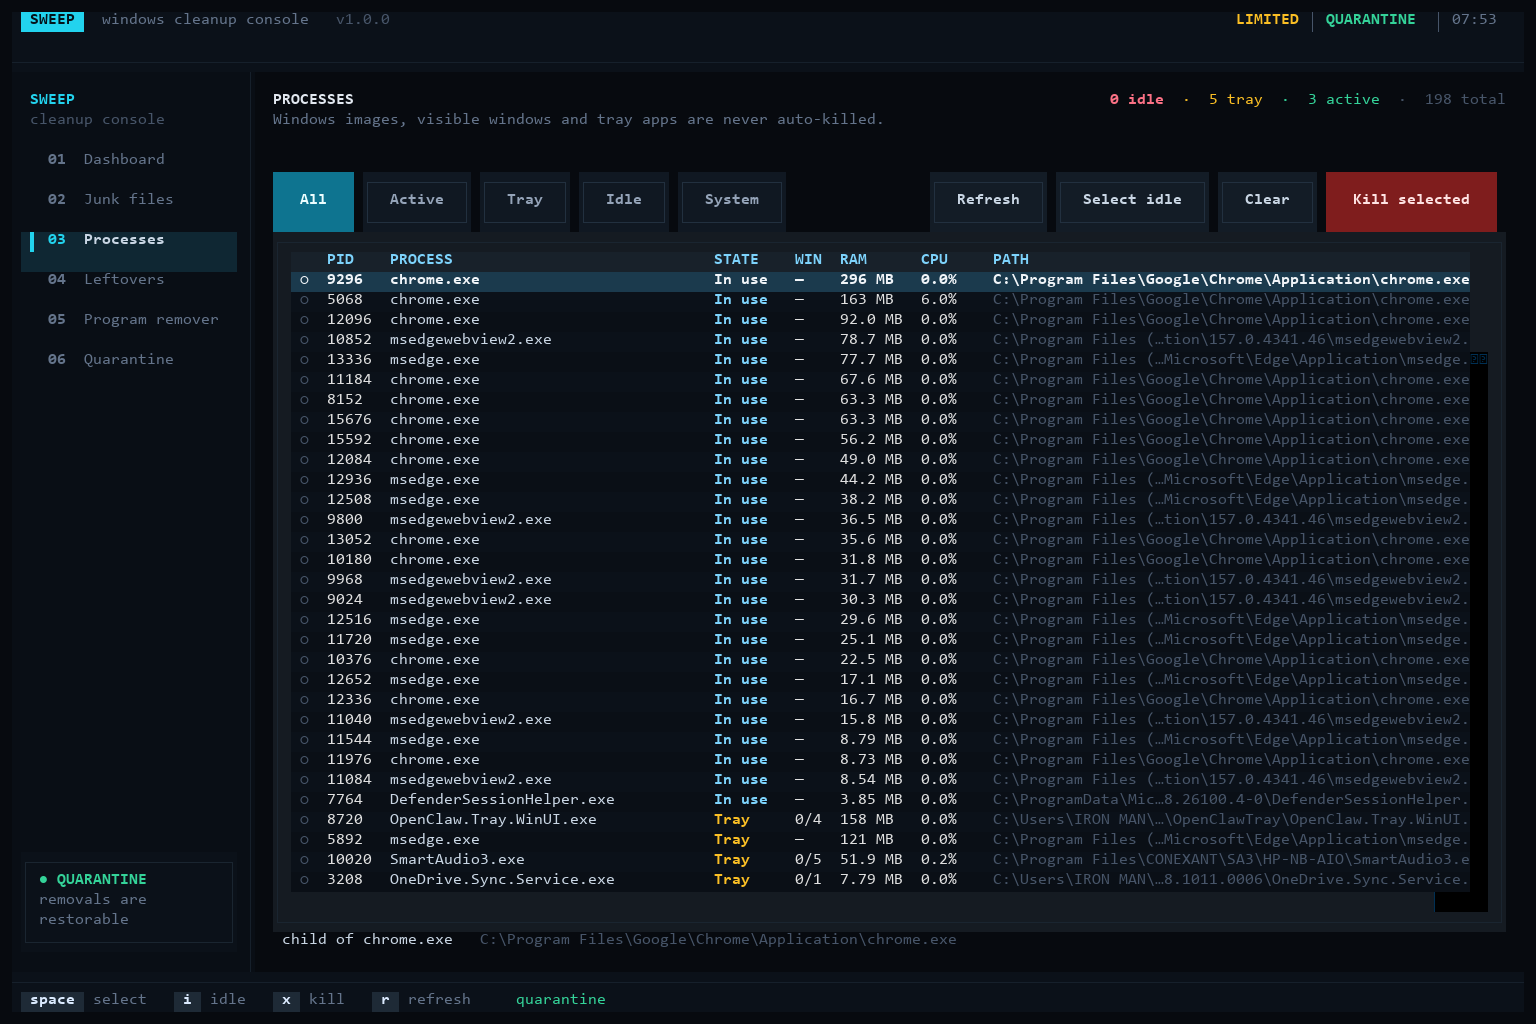 SWEEP windows cleanup console v1.0.0 LIMITED QUARANTINE 07:53
SWEEP
cleanup console
01 Dashboard
02 Junk files
03 Processes
04 Leftovers
05 Program remover
06 Quarantine
● QUARANTINE
removals are
restorable
PROCESSES 0 idle · 5 tray · 3 active · 198 total
Windows images, visible windows and tray apps are never auto-killed.
All Active Tray Idle System Refresh Select idle Clear Kill selected
PID PROCESS STATE WIN RAM CPU PATH
○ 9296 chrome.exe In use — 296 MB 0.0% C:\Program Files\Google\Chrome\Application\chrome.exe
○ 5068 chrome.exe In use — 163 MB 6.0% C:\Program Files\Google\Chrome\Application\chrome.exe
○ 12096 chrome.exe In use — 92.0 MB 0.0% C:\Program Files\Google\Chrome\Application\chrome.exe
○ 10852 msedgewebview2.exe In use — 78.7 MB 0.0% C:\Program Files (…tion\157.0.4341.46\msedgewebview2.
○ 13336 msedge.exe In use — 77.7 MB 0.0% C:\Program Files (…Microsoft\Edge\Application\msedge.
○ 11184 chrome.exe In use — 67.6 MB 0.0% C:\Program Files\Google\Chrome\Application\chrome.exe
○ 8152 chrome.exe In use — 63.3 MB 0.0% C:\Program Files\Google\Chrome\Application\chrome.exe
○ 15676 chrome.exe In use — 63.3 MB 0.0% C:\Program Files\Google\Chrome\Application\chrome.exe
○ 15592 chrome.exe In use — 56.2 MB 0.0% C:\Program Files\Google\Chrome\Application\chrome.exe
○ 12084 chrome.exe In use — 49.0 MB 0.0% C:\Program Files\Google\Chrome\Application\chrome.exe
○ 12936 msedge.exe In use — 44.2 MB 0.0% C:\Program Files (…Microsoft\Edge\Application\msedge.
○ 12508 msedge.exe In use — 38.2 MB 0.0% C:\Program Files (…Microsoft\Edge\Application\msedge.
○ 9800 msedgewebview2.exe In use — 36.5 MB 0.0% C:\Program Files (…tion\157.0.4341.46\msedgewebview2.
○ 13052 chrome.exe In use — 35.6 MB 0.0% C:\Program Files\Google\Chrome\Application\chrome.exe
○ 10180 chrome.exe In use — 31.8 MB 0.0% C:\Program Files\Google\Chrome\Application\chrome.exe
○ 9968 msedgewebview2.exe In use — 31.7 MB 0.0% C:\Program Files (…tion\157.0.4341.46\msedgewebview2.
○ 9024 msedgewebview2.exe In use — 30.3 MB 0.0% C:\Program Files (…tion\157.0.4341.46\msedgewebview2.
○ 12516 msedge.exe In use — 29.6 MB 0.0% C:\Program Files (…Microsoft\Edge\Application\msedge.
○ 11720 msedge.exe In use — 25.1 MB 0.0% C:\Program Files (…Microsoft\Edge\Application\msedge.
○ 10376 chrome.exe In use — 22.5 MB 0.0% C:\Program Files\Google\Chrome\Application\chrome.exe
○ 12652 msedge.exe In use — 17.1 MB 0.0% C:\Program Files (…Microsoft\Edge\Application\msedge.
○ 12336 chrome.exe In use — 16.7 MB 0.0% C:\Program Files\Google\Chrome\Application\chrome.exe
○ 11040 msedgewebview2.exe In use — 15.8 MB 0.0% C:\Program Files (…tion\157.0.4341.46\msedgewebview2.
○ 11544 msedge.exe In use — 8.79 MB 0.0% C:\Program Files (…Microsoft\Edge\Application\msedge.
○ 11976 chrome.exe In use — 8.73 MB 0.0% C:\Program Files\Google\Chrome\Application\chrome.exe
○ 11084 msedgewebview2.exe In use — 8.54 MB 0.0% C:\Program Files (…tion\157.0.4341.46\msedgewebview2.
○ 7764 DefenderSessionHelper.exe In use — 3.85 MB 0.0% C:\ProgramData\Mic…8.26100.4-0\DefenderSessionHelper.
○ 8720 OpenClaw.Tray.WinUI.exe Tray 0/4 158 MB 0.0% C:\Users\IRON MAN\…\OpenClawTray\OpenClaw.Tray.WinUI.
○ 5892 msedge.exe Tray — 121 MB 0.0% C:\Program Files (…Microsoft\Edge\Application\msedge.
○ 10020 SmartAudio3.exe Tray 0/5 51.9 MB 0.2% C:\Program Files\CONEXANT\SA3\HP-NB-AIO\SmartAudio3.e
○ 3208 OneDrive.Sync.Service.exe Tray 0/1 7.79 MB 0.0% C:\Users\IRON MAN\…8.1011.0006\OneDrive.Sync.Service.
child of chrome.exe C:\Program Files\Google\Chrome\Application\chrome.exe
space select i idle x kill r refresh quarantine